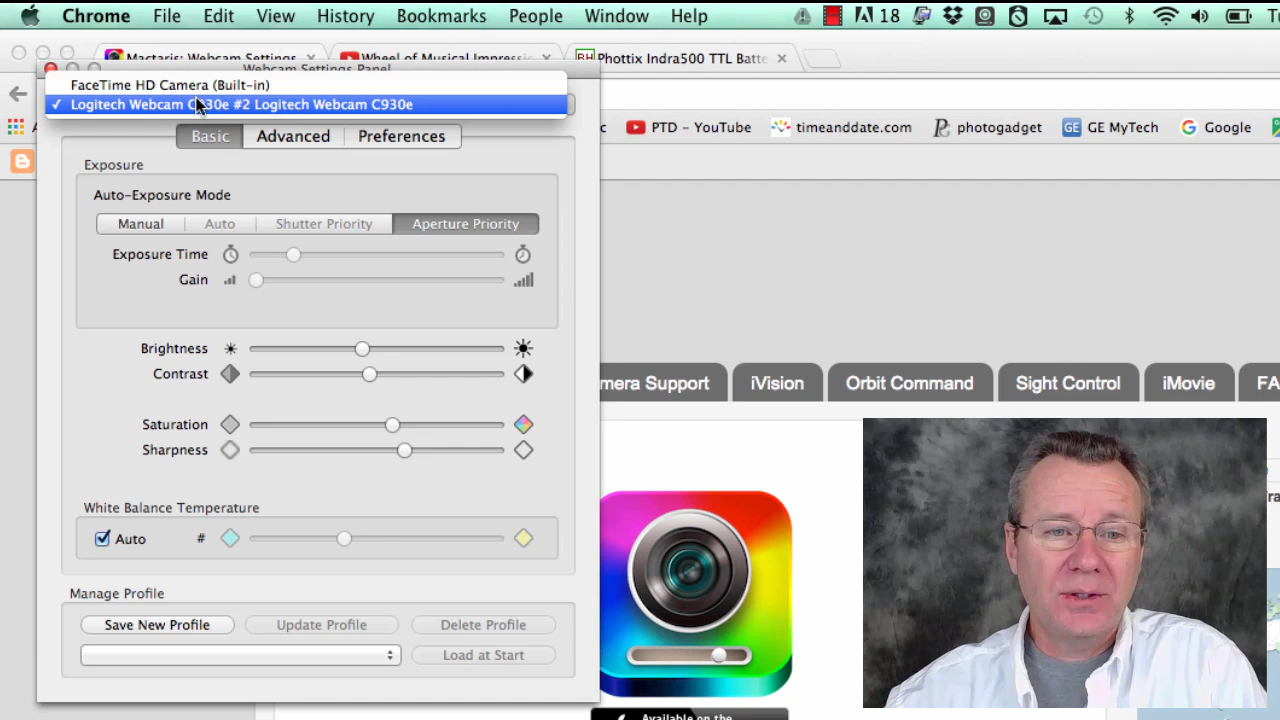 Chrome File Edit View History Bookmarks People Window Help 18
Mactaris: Webcam Settings Wheel of Musical Impressi Phottix Indra500 TTL Batte
Webcam Settings Panel
FaceTime HD Camera (Built-in)
✓ Logitech Webcam C930e #2 Logitech Webcam C930e
PTD - YouTube timeanddate.com photogadget GE GE MyTech Google
Basic Advanced Preferences
Exposure
Auto-Exposure Mode
Manual Auto Shutter Priority Aperture Priority
Exposure Time
Gain
Brightness
Contrast
Saturation
Sharpness
White Balance Temperature
Auto #
Manage Profile
Save New Profile Update Profile Delete Profile
Load at Start
mera Support iVision Orbit Command Sight Control iMovie FA
Available on the